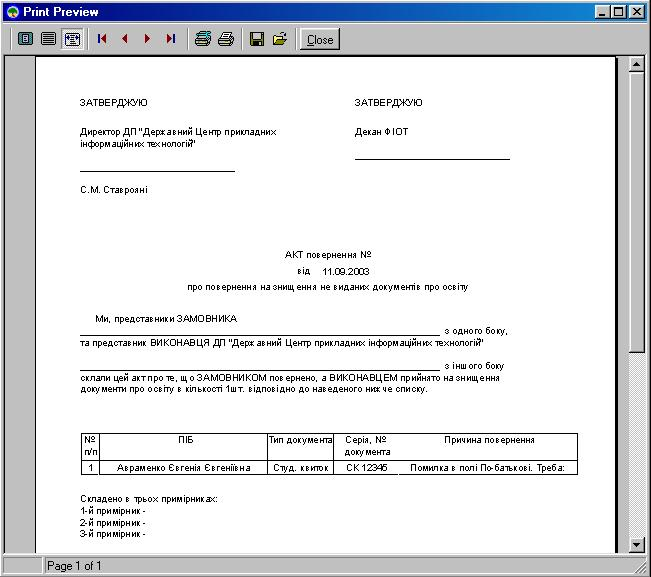 Print Preview
Close
ЗАТВЕРДЖУЮ ЗАТВЕРДЖУЮ
Директор ДП "Державний Центр прикладних Декан ФІОТ
інформаційних технологій"
С.М. Ставрояні
АКТ повернення №
від 11.09.2003
про повернення на знищення не виданих документів про освіту
Ми, представники ЗАМОВНИКА
з одного боку,
та представник ВИКОНАВЦЯ ДП "Державний Центр прикладних інформаційних технологій"
з іншого боку
склали цей акт про те, що ЗАМОВНИКОМ повернено, а ВИКОНАВЦЕМ прийнято на знищення
документи про освіту в кількості 1шт. відповідно до наведеного нижче списку.
№ п/п ПІБ Тип документа Серія, № документа Причина повернення
1 Авраменко Євгенія Євгеніївна Студ. квиток СК 12345 Помилка в полі По-батькові. Треба:
Складено в трьох примірниках:
1-й примірник -
2-й примірник -
3-й примірник -
Page 1 of 1